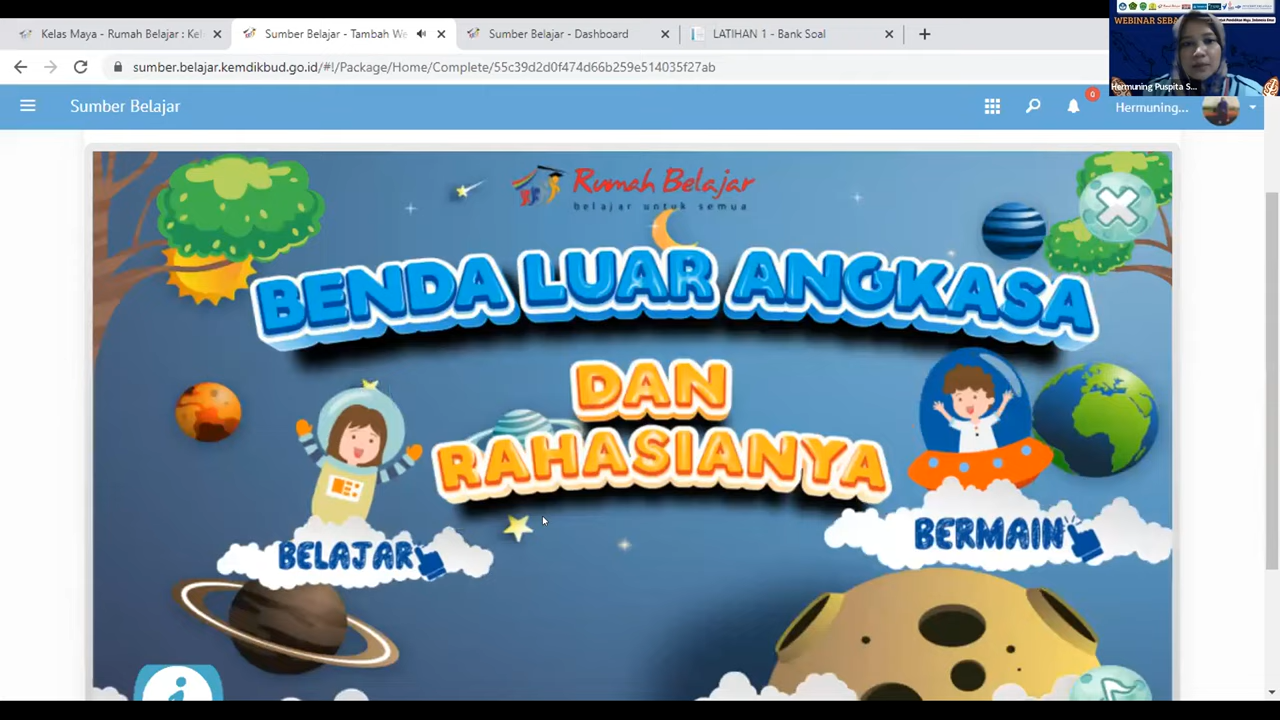 Kelas Maya - Rumah Belajar : Kel
Sumber Belajar - Tambah We
Sumber Belajar - Dashboard
LATIHAN 1 - Bank Soal
WEBINAR SEBA
sumber.belajar.kemdikbud.go.id/#!/Package/Home/Complete/55c39d2d0f474d66b259e514035f27ab
Hermuning Puspita S...
Sumber Belajar
0
Hermuning...
Rumah Belajar
belajar untuk semua
BENDA LUAR ANGKASA
DAN
RAHASIANYA
BELAJAR
BERMAIN
i